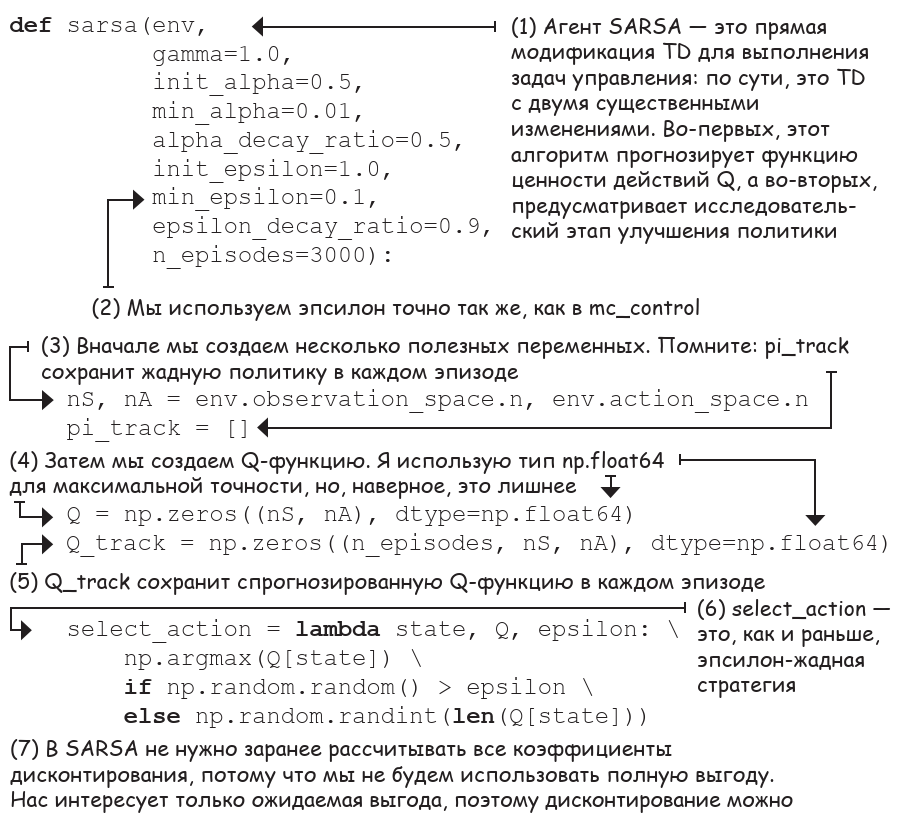 def sarsa(env,
gamma=1.0,
init_alpha=0.5,
min_alpha=0.01,
alpha_decay_ratio=0.5,
init_epsilon=1.0,
min_epsilon=0.1,
epsilon_decay_ratio=0.9,
n_episodes=3000):
(1) Агент SARSA — это прямая
модификация TD для выполнения
задач управления: по сути, это TD
с двумя существенными
изменениями. Во-первых, этот
алгоритм прогнозирует функцию
ценности действий Q, а во-вторых,
предусматривает исследователь-
ский этап улучшения политики
(2) Мы используем эпсилон точно так же, как в mc_control
(3) Вначале мы создаем несколько полезных переменных. Помните: pi_track
сохранит жадную политику в каждом эпизоде
nS, nA = env.observation_space.n, env.action_space.n
pi_track = []
(4) Затем мы создаем Q-функцию. Я использую тип np.float64
для максимальной точности, но, наверное, это лишнее
Q = np.zeros((nS, nA), dtype=np.float64)
Q_track = np.zeros((n_episodes, nS, nA), dtype=np.float64)
(5) Q_track сохранит спрогнозированную Q-функцию в каждом эпизоде
select_action = lambda state, Q, epsilon: \
np.argmax(Q[state]) \
if np.random.random() > epsilon \
else np.random.randint(len(Q[state]))
(6) select_action —
это, как и раньше,
эпсилон-жадная
стратегия
(7) В SARSA не нужно заранее рассчитывать все коэффициенты
дисконтирования, потому что мы не будем использовать полную выгоду.
Нас интересует только ожидаемая выгода, поэтому дисконтирование можно